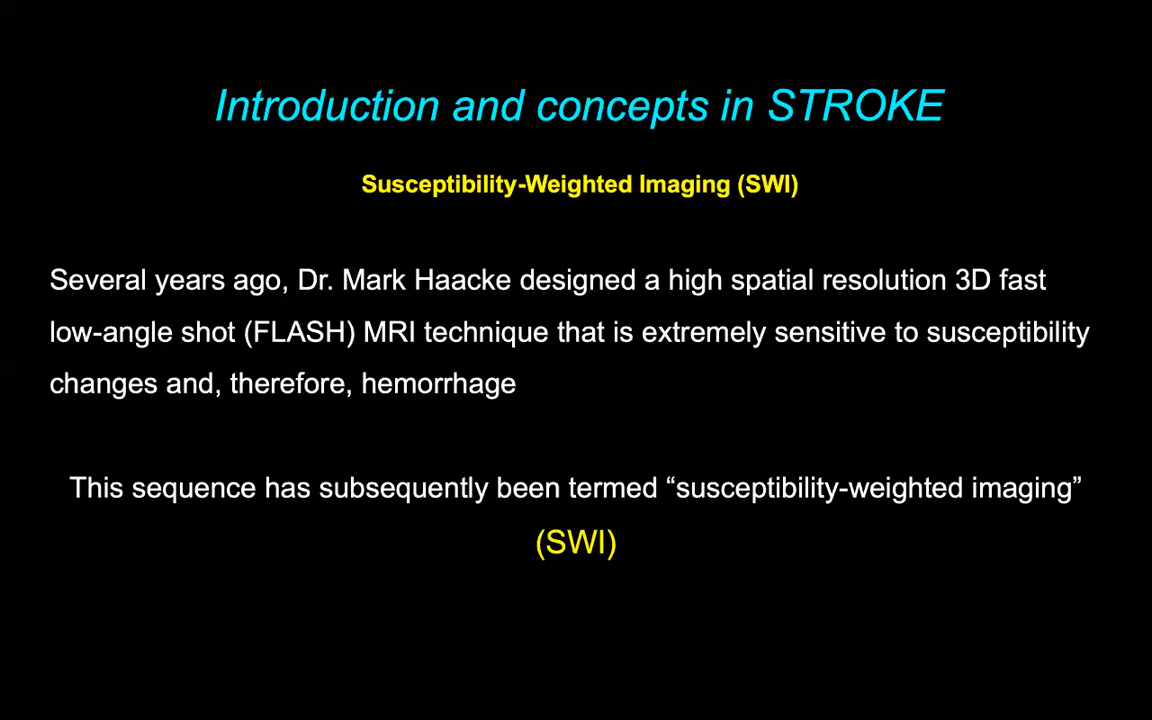 Introduction and concepts in STROKE
Susceptibility-Weighted Imaging (SWI)
Several years ago, Dr. Mark Haacke designed a high spatial resolution 3D fast
low-angle shot (FLASH) MRI technique that is extremely sensitive to susceptibility
changes and, therefore, hemorrhage
This sequence has subsequently been termed “susceptibility-weighted imaging”
(SWI)